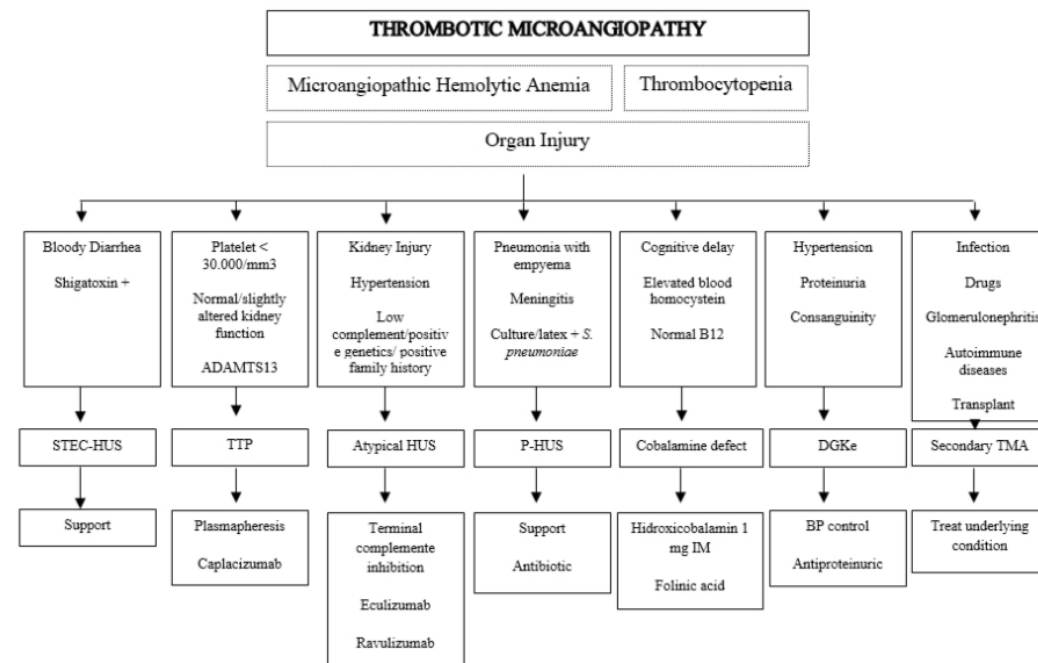 THROMBOTIC MICROANGIOPATHY
Microangiopathic Hemolytic Anemia
Thrombocytopenia
Organ Injury
Bloody Diarrhea
Shigatoxin +
Platelet <
30.000/mm3
Normal/slightly
altered kidney
function
ADAMTS13
Kidney Injury
Hypertension
Low
complement/positiv
e genetics/ positive
family history
Pneumonia with
empyema
Meningitis
Culture/latex + S.
pneumoniae
Cognitive delay
Elevated blood
homocystein
Normal B12
Hypertension
Proteinuria
Consanguinity
Infection
Drugs
Glomerulonephritis
Autoimmune
diseases
Transplant
STEC-HUS
TTP
Atypical HUS
P-HUS
Cobalamine defect
DGKe
Secondary TMA
Support
Plasmapheresis
Caplacizumab
Terminal
complemente
inhibition
Eculizumab
Ravulizumab
Support
Antibiotic
Hidroxicobalamin 1
mg IM
Folinic acid
BP control
Antiproteinuric
Treat underlying
condition